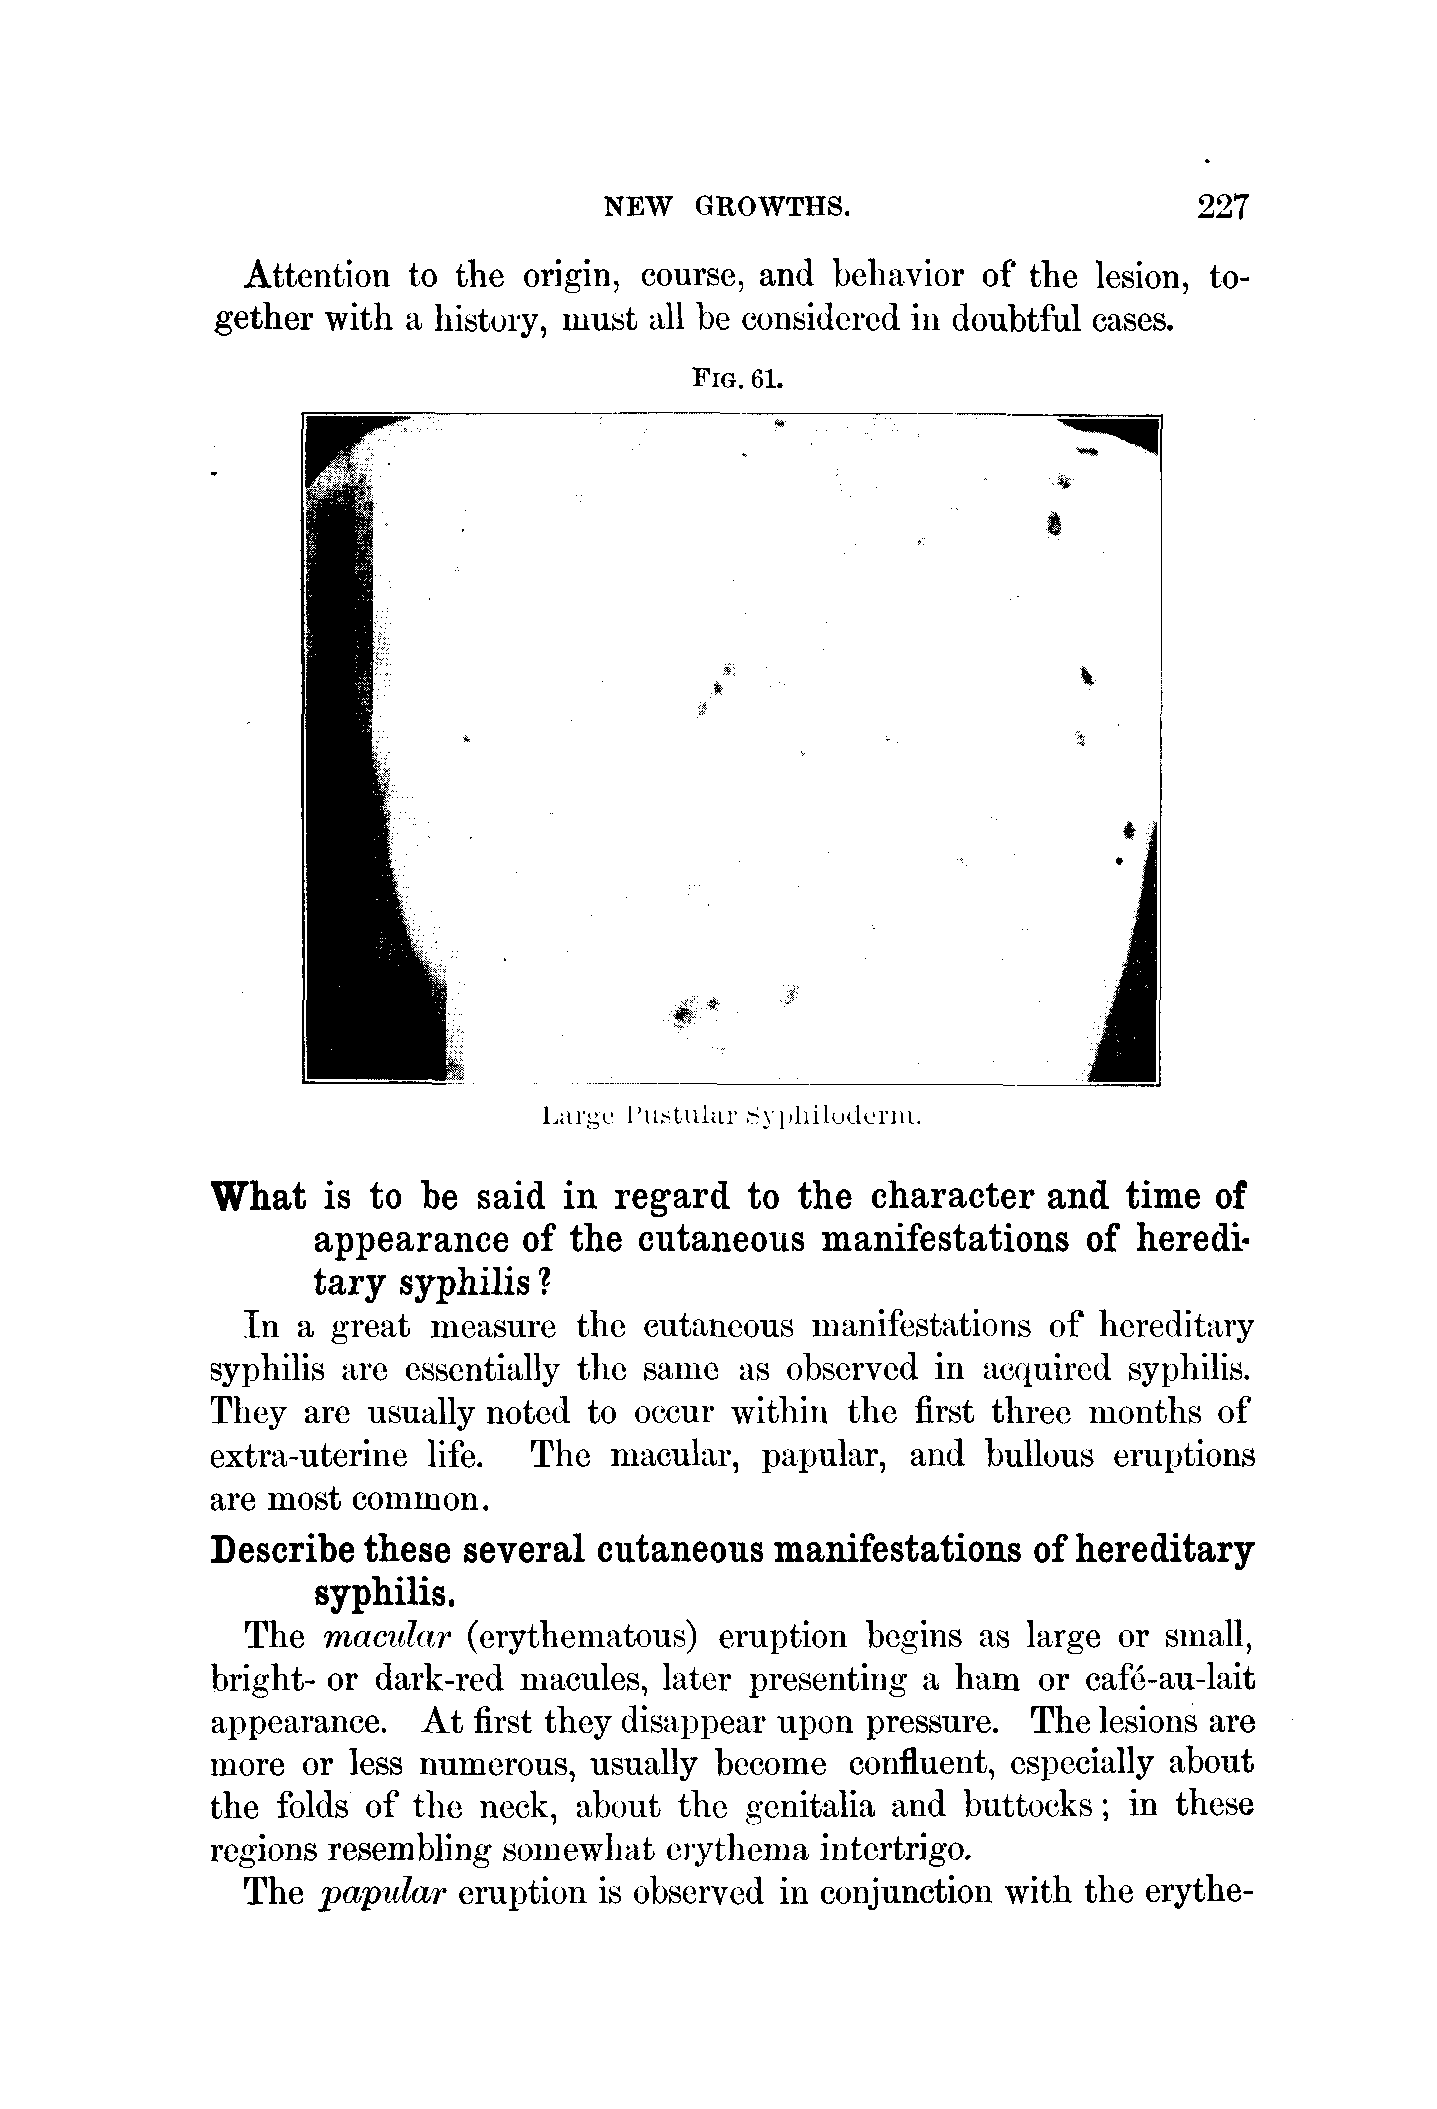 NEW GROWTHS. 227
Attention to the origin, course, and behavior of the lesion, to-
gether with a history, must all be considered in doubtful cases.
FIG. 61.
Large Pustular Syphiloderm.
What is to be said in regard to the character and time of
appearance of the cutaneous manifestations of heredi-
tary syphilis?
In a great measure the cutaneous manifestations of hereditary
syphilis are essentially the same as observed in acquired syphilis.
They are usually noted to occur within the first three months of
extra-uterine life. The macular, papular, and bullous eruptions
are most common.
Describe these several cutaneous manifestations of hereditary
syphilis.
The macular (erythematous) eruption begins as large or small,
bright- or dark-red macules, later presenting a ham or café-au-lait
appearance. At first they disappear upon pressure. The lesions are
more or less numerous, usually become confluent, especially about
the folds of the neck, about the genitalia and buttocks; in these
regions resembling somewhat erythema intertrigo.
The papular eruption is observed in conjunction with the erythe-